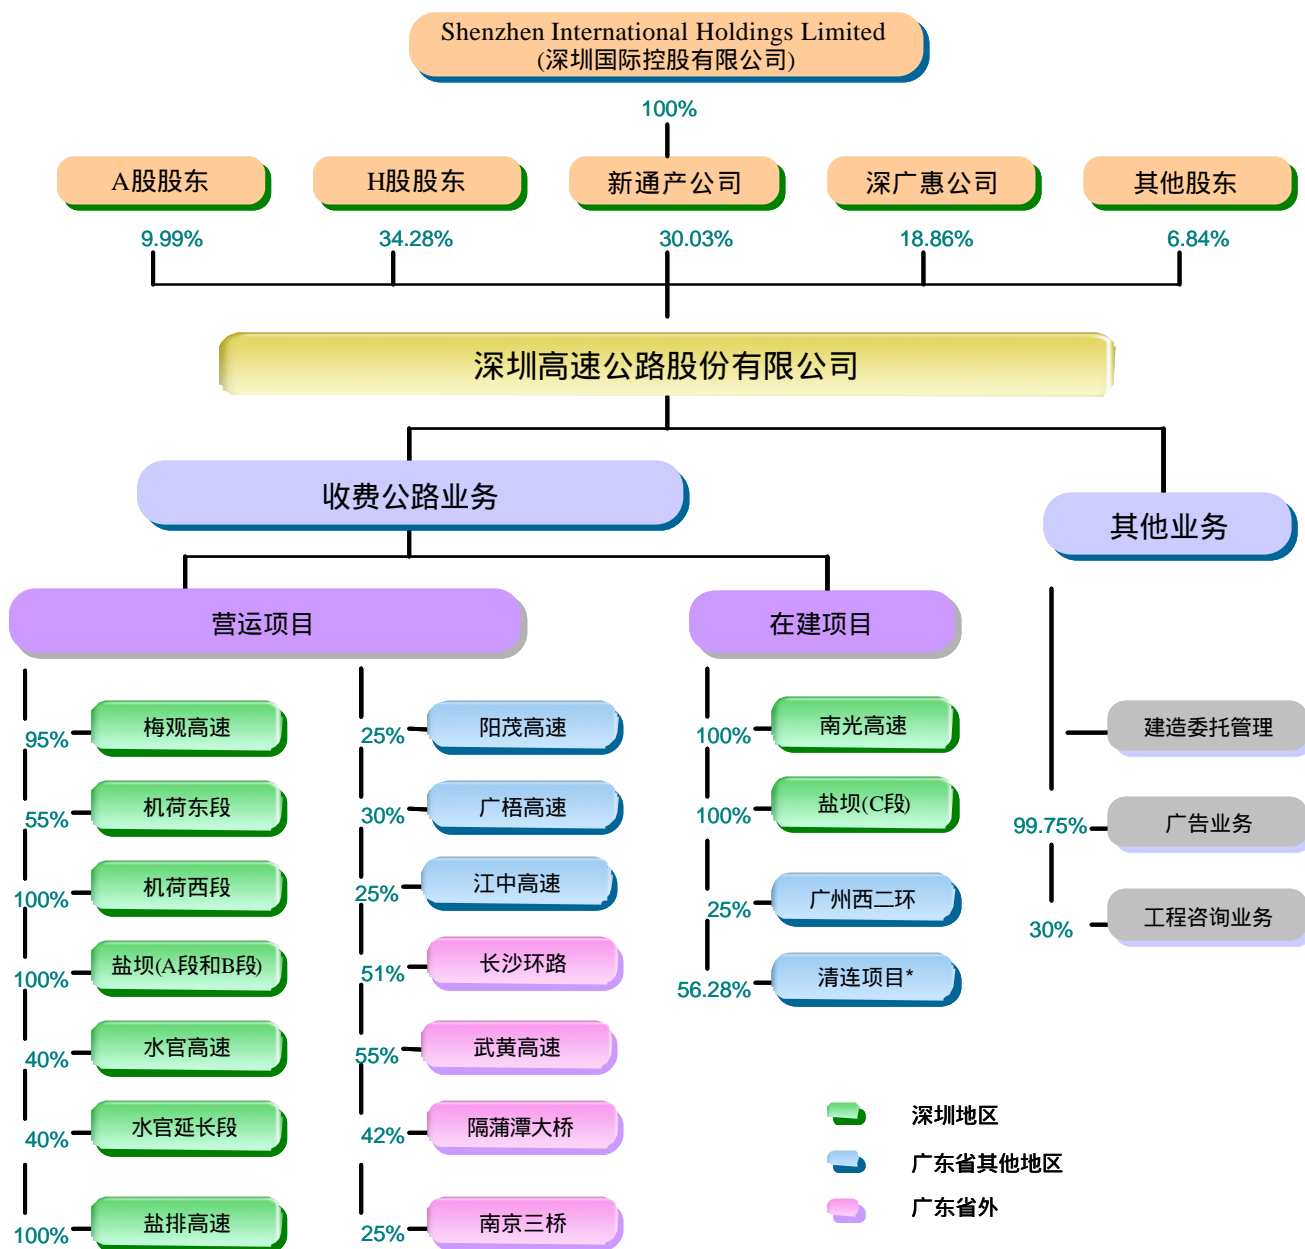 Shenzhen International Holdings Limited
(深圳国际控股有限公司)
100%
A股股东
H股股东
新通产公司
深广惠公司
其他股东
9.99%
34.28%
30.03%
18.86%
6.84%
深圳高速公路股份有限公司
收费公路业务
其他业务
营运项目
在建项目
95%
梅观高速
55%
机荷东段
100%
机荷西段
100%
盐坝(A段和B段)
40%
水官高速
40%
水官延长段
100%
盐排高速
25%
阳茂高速
30%
广梧高速
25%
江中高速
51%
长沙环路
55%
武黄高速
42%
隔蒲潭大桥
25%
南京三桥
100%
南光高速
100%
盐坝(C段)
25%
广州西二环
56.28%
清连项目*
建造委托管理
99.75%
广告业务
30%
工程咨询业务
深圳地区
广东省其他地区
广东省外